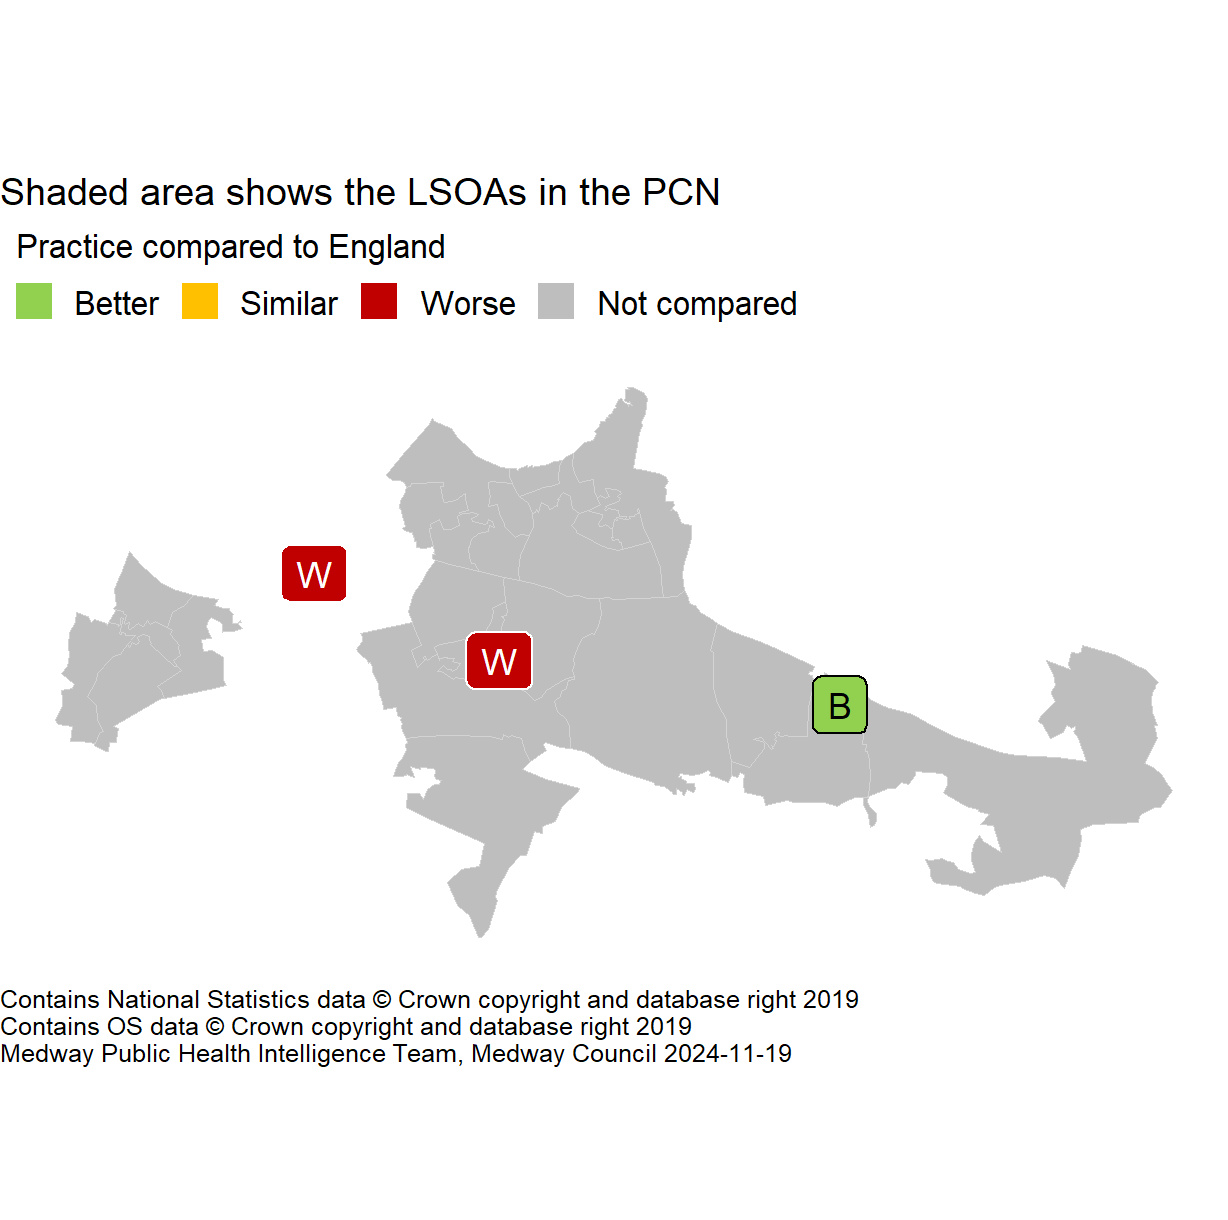 Shaded area shows the LSOAs in the PCN
Practice compared to England
Better Similar Worse Not compared
W
W
B
Contains National Statistics data © Crown copyright and database right 2019
Contains OS data © Crown copyright and database right 2019
Medway Public Health Intelligence Team, Medway Council 2024-11-19